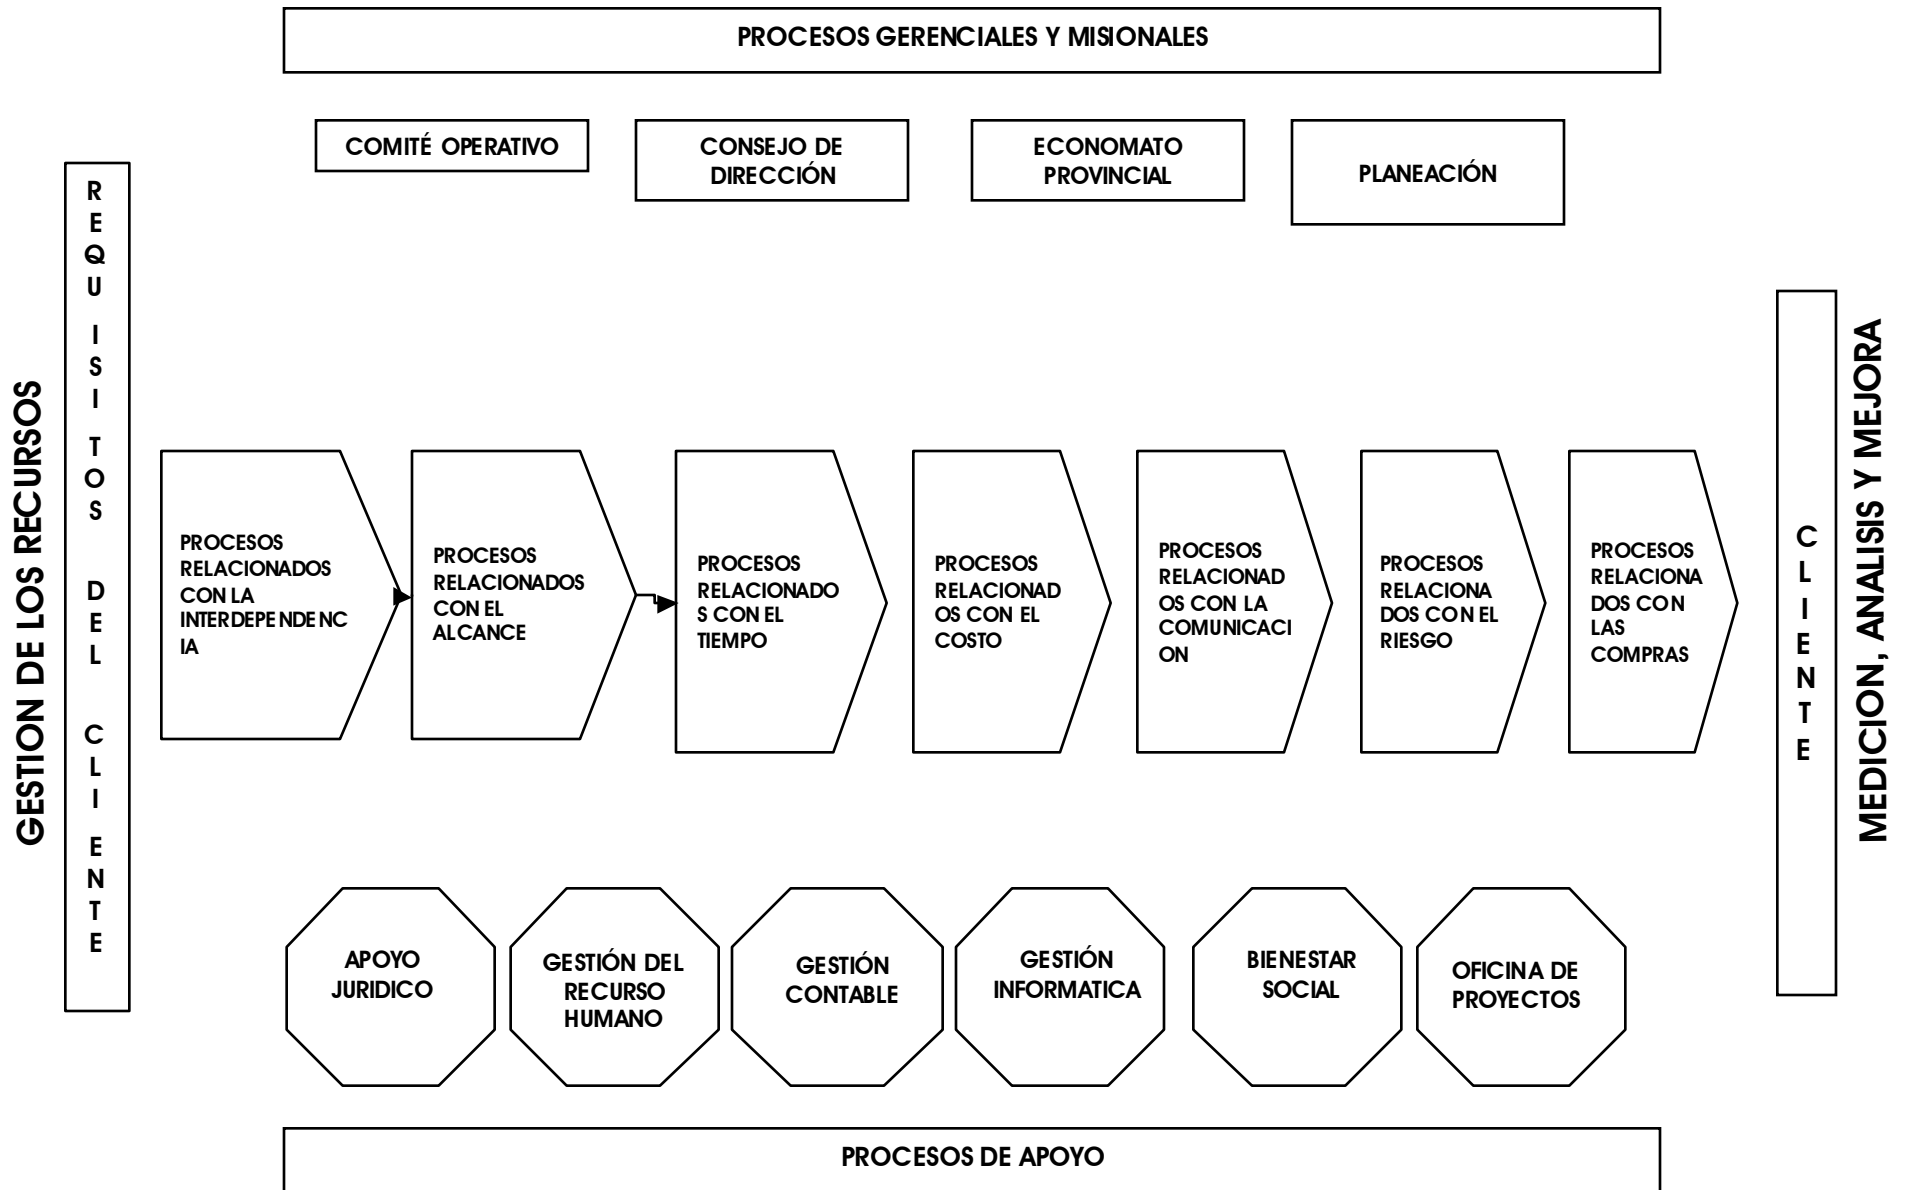 PROCESOS GERENCIALES Y MISIONALES
COMITÉ OPERATIVO
CONSEJO DE
DIRECCIÓN
ECONOMATO
PROVINCIAL
PLANEACIÓN
GESTION DE LOS RECURSOS
REQUISITOS DEL CLIENTE
PROCESOS
RELACIONADOS
CON LA
INTERDEPENDENC
IA
PROCESOS
RELACIONADOS
CON EL
ALCANCE
PROCESOS
RELACIONADO
S CON EL
TIEMPO
PROCESOS
RELACIONAD
OS CON EL
COSTO
PROCESOS
RELACIONAD
OS CON LA
COMUNICACI
ON
PROCESOS
RELACIONA
DOS CON EL
RIESGO
PROCESOS
RELACIONA
DOS CON
LAS
COMPRAS
CLIENTE
MEDICION, ANALISIS Y MEJORA
APOYO
JURIDICO
GESTIÓN DEL
RECURSO
HUMANO
GESTIÓN
CONTABLE
GESTIÓN
INFORMATICA
BIENESTAR
SOCIAL
OFICINA DE
PROYECTOS
PROCESOS DE APOYO